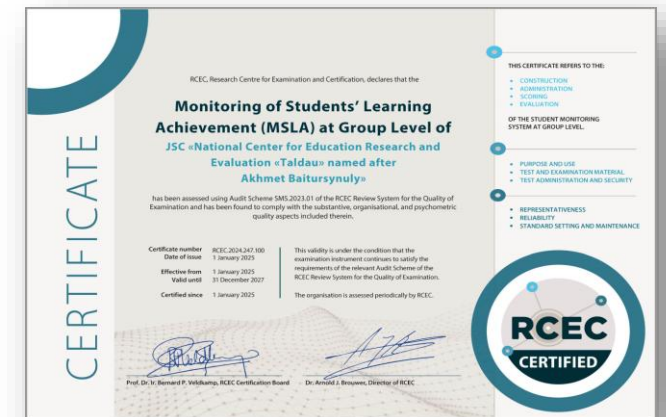 CERTIFICATE
RCEC, Research Centre for Examination and Certification, declares that the
Monitoring of Students' Learning
Achievement (MSLA) at Group Level of
JSC «National Center for Education Research and
Evaluation «Taldau» named after
Akhmet Baitursynuly»
has been assessed using Audit Scheme SMS.2023.01 of the RCEC Review System for the Quality of
Examination and has been found to comply with the substantive, organisational, and psychometric
quality aspects included therein.
Certificate number RCEC.2024.247.100
Date of issue 1 January 2025
Effective from 1 January 2025
Valid until 31 December 2027
Certified since 1 January 2025
This validity is under the condition that the
examination instrument continues to satisfy the
requirements of the relevant Audit Scheme of the
RCEC Review System for the Quality of Examination.
The organisation is assessed periodically by RCEC.
Prof. Dr. Ir. Bernard P. Veldkamp, RCEC Certification Board
Dr. Arnold J. Brouwer, Director of RCEC
THIS CERTIFICATE REFERS TO THE:
• CONSTRUCTION
• ADMINISTRATION
• SCORING
• EVALUATION
OF THE STUDENT MONITORING
SYSTEM AT GROUP LEVEL.
• PURPOSE AND USE
• TEST AND EXAMINATION MATERIAL
• TEST ADMINISTRATION AND SECURITY
• REPRESENTATIVENESS
• RELIABILITY
• STANDARD SETTING AND MAINTENANCE
RCEC
CERTIFIED